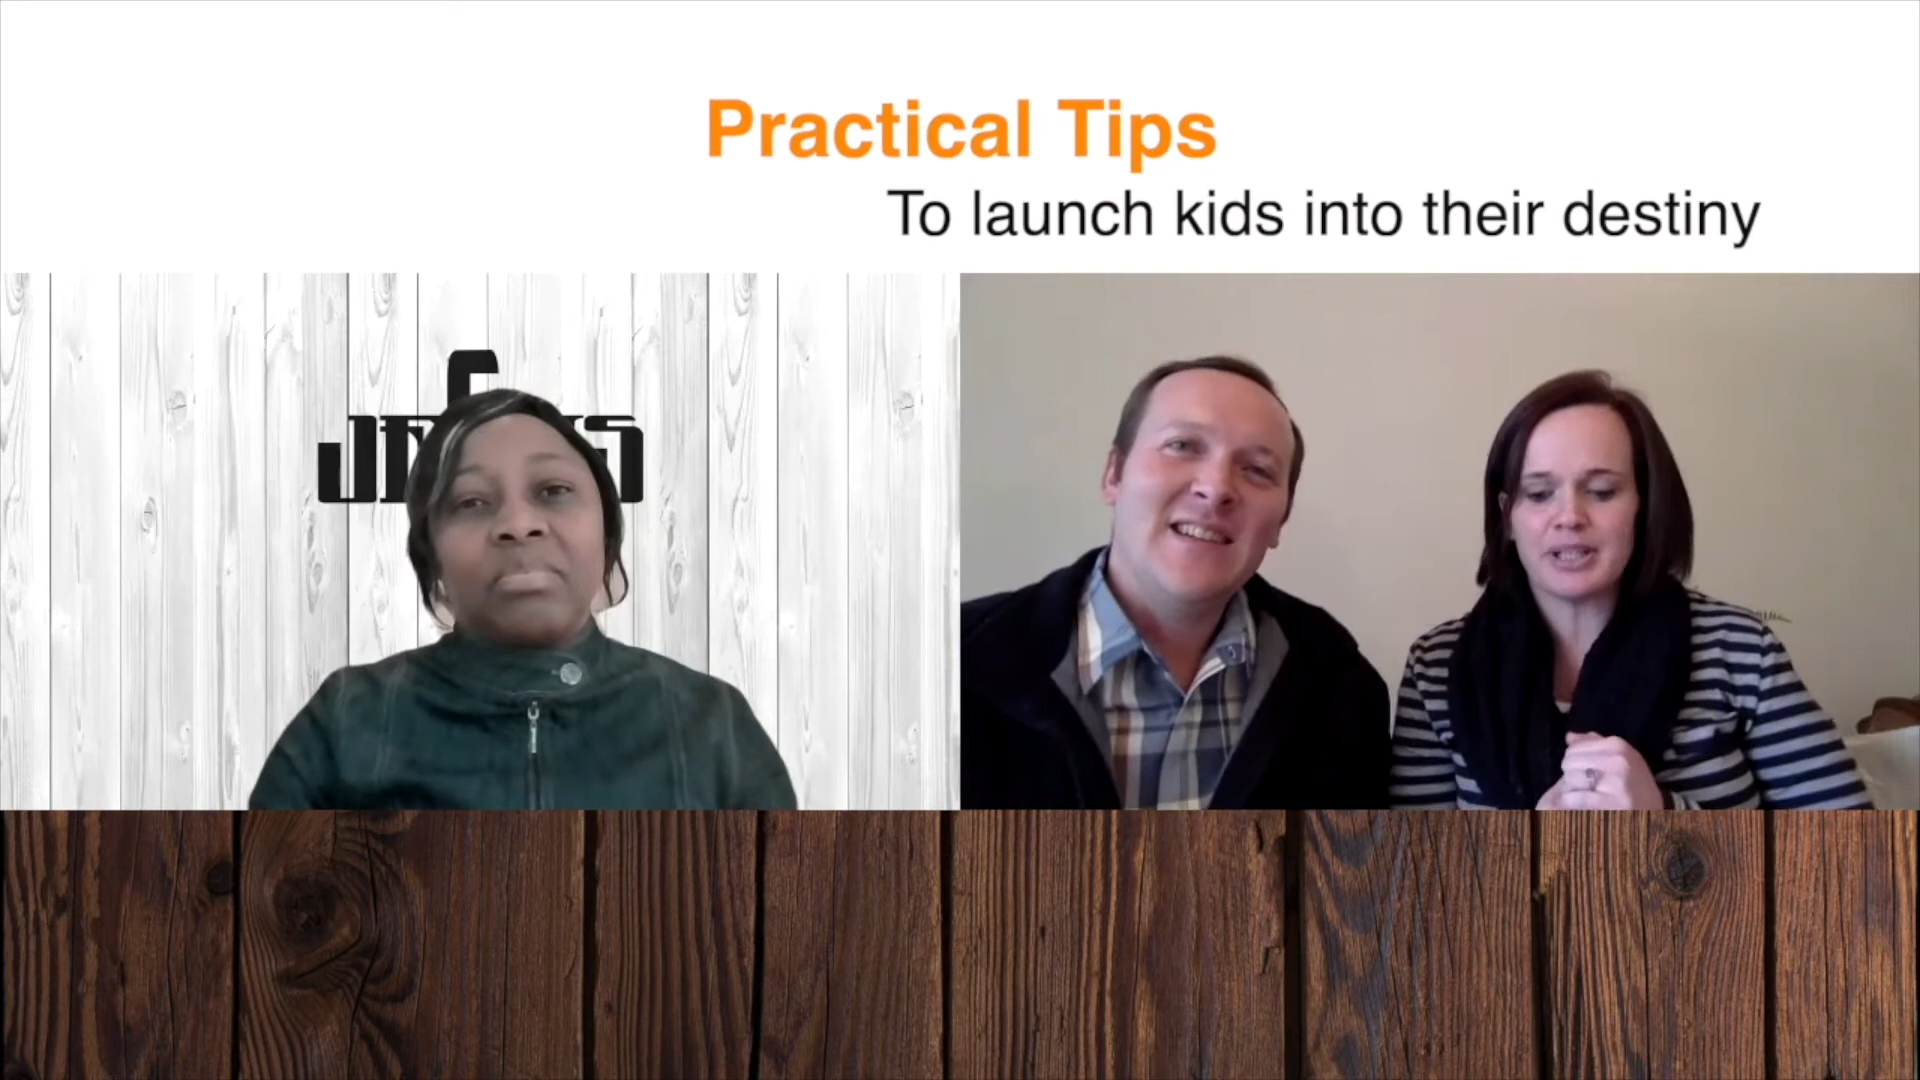 Practical Tips
To launch kids into their destiny